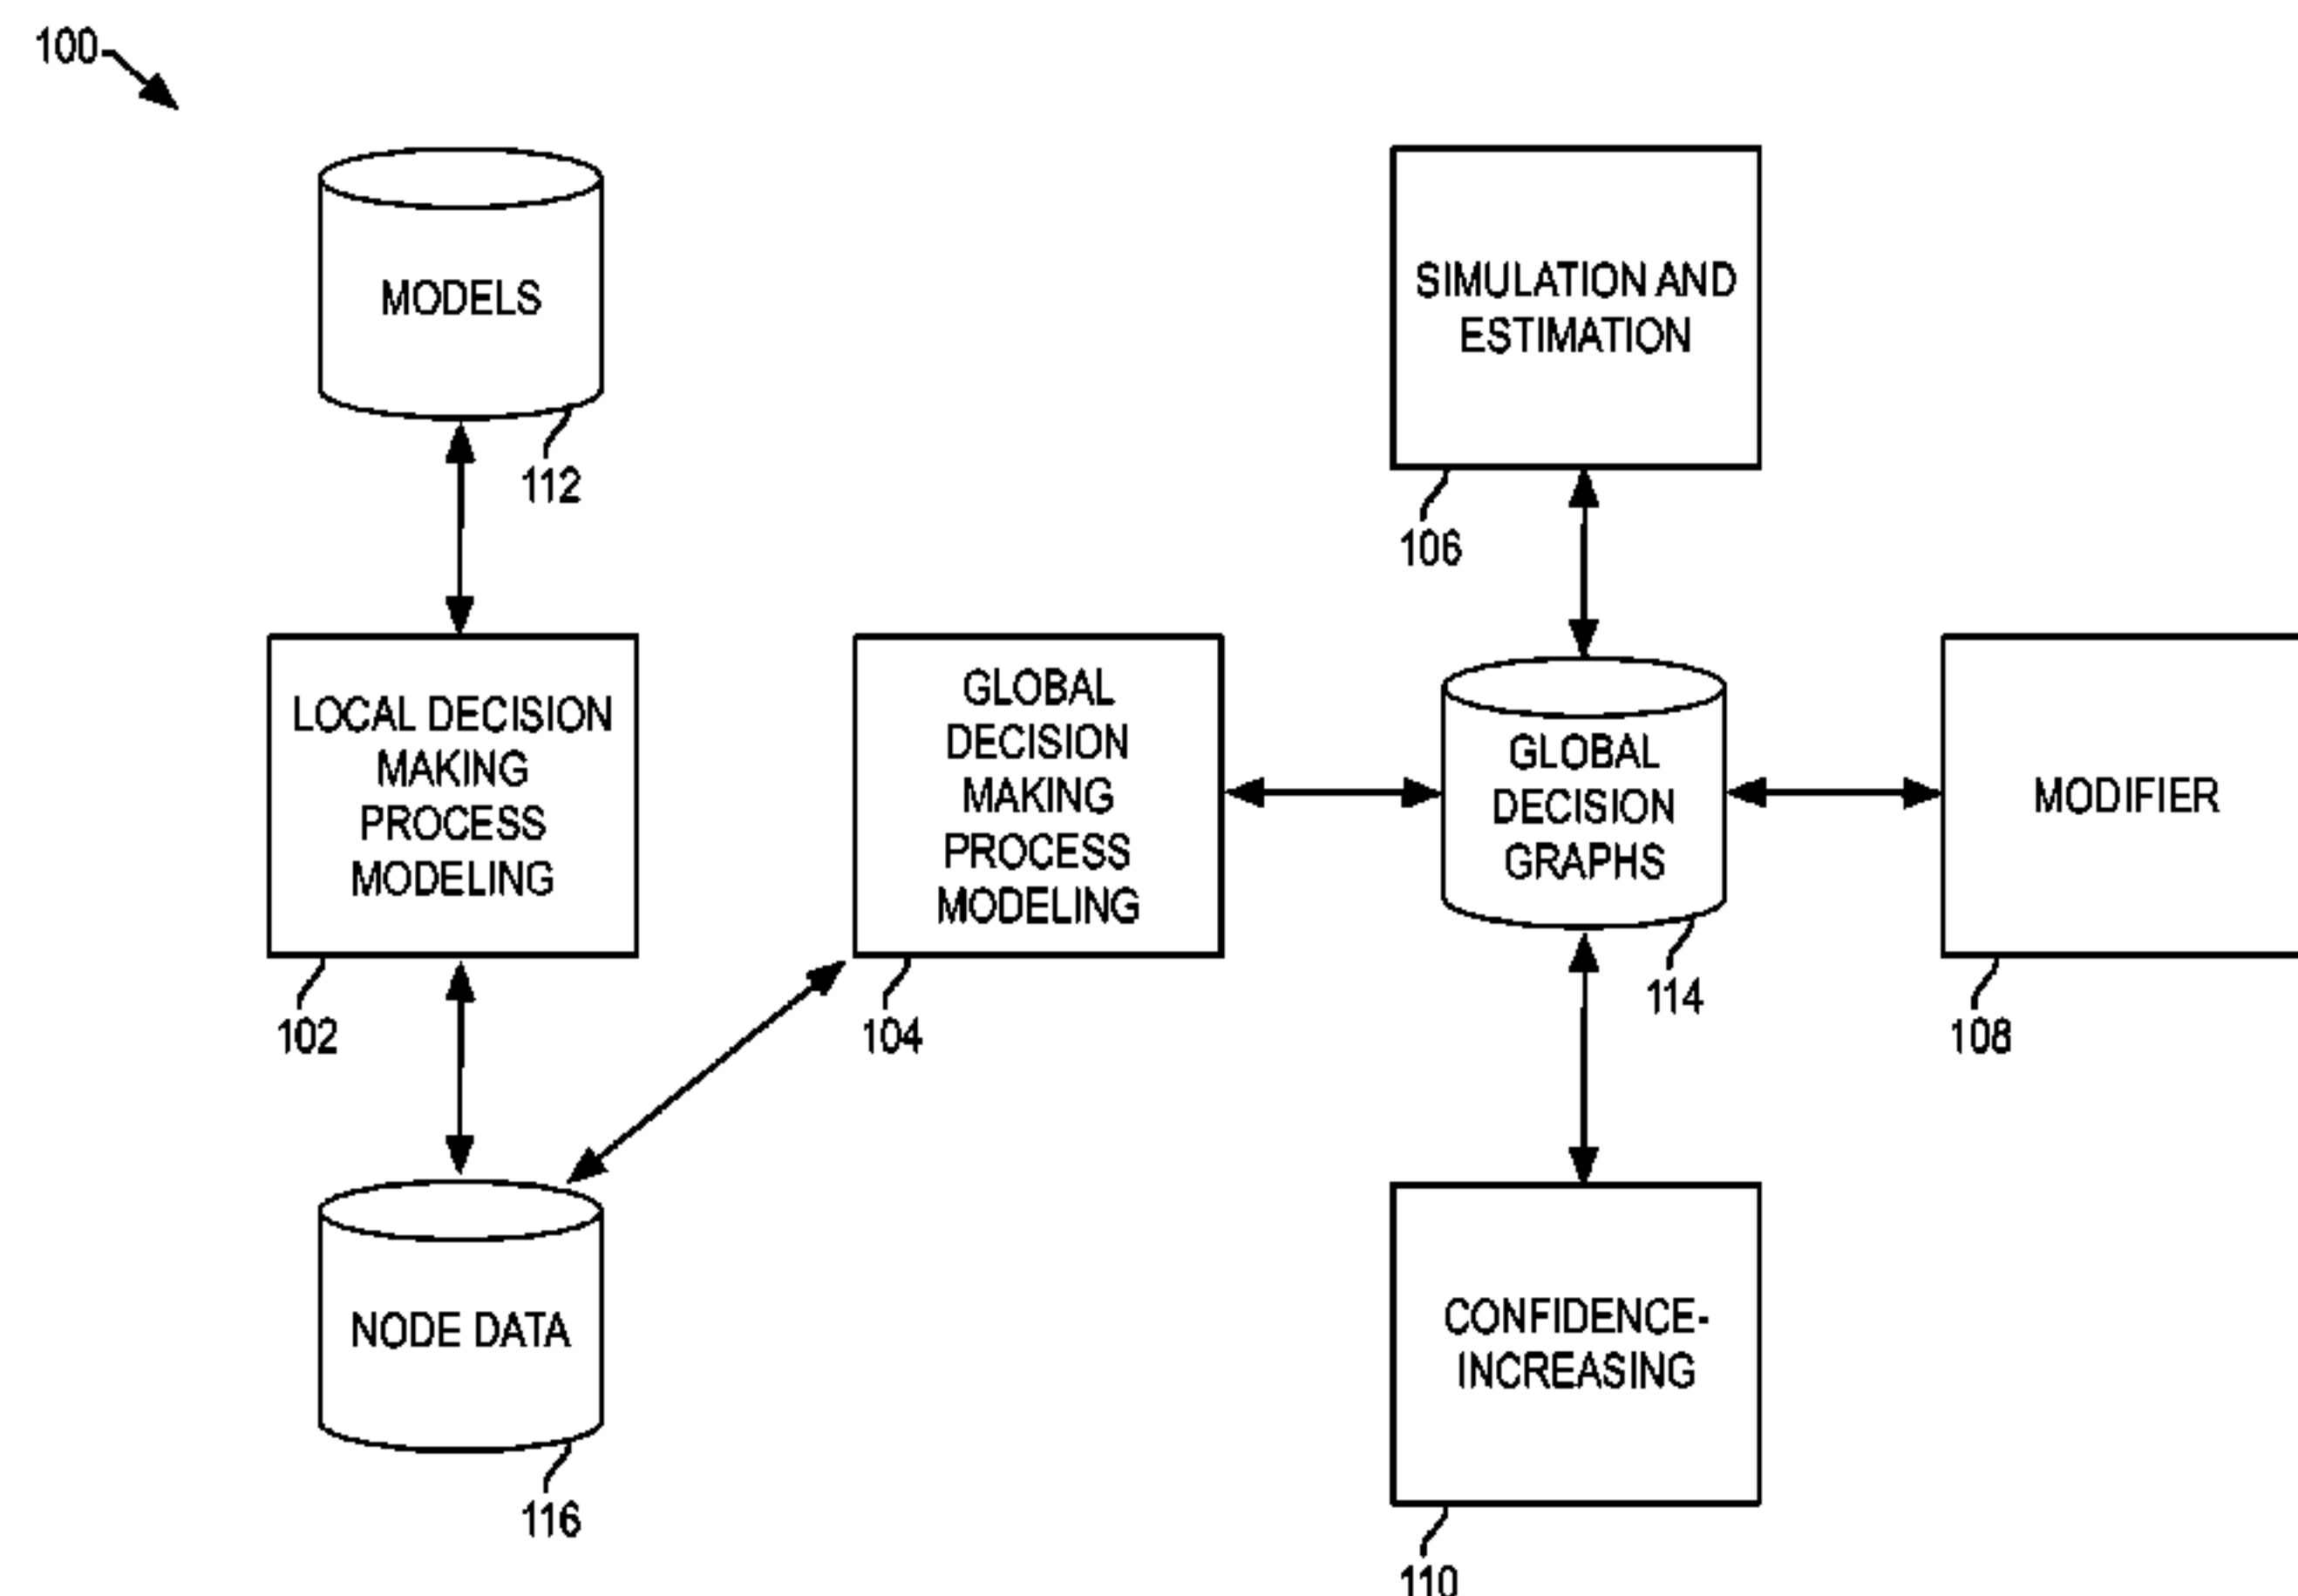 100
MODELS
112
SIMULATION AND
ESTIMATION
106
LOCAL DECISION
MAKING
PROCESS
MODELING
102
GLOBAL
DECISION
MAKING
PROCESS
MODELING
104
GLOBAL
DECISION
GRAPHS
114
MODIFIER
108
NODE DATA
116
CONFIDENCE-
INCREASING
110